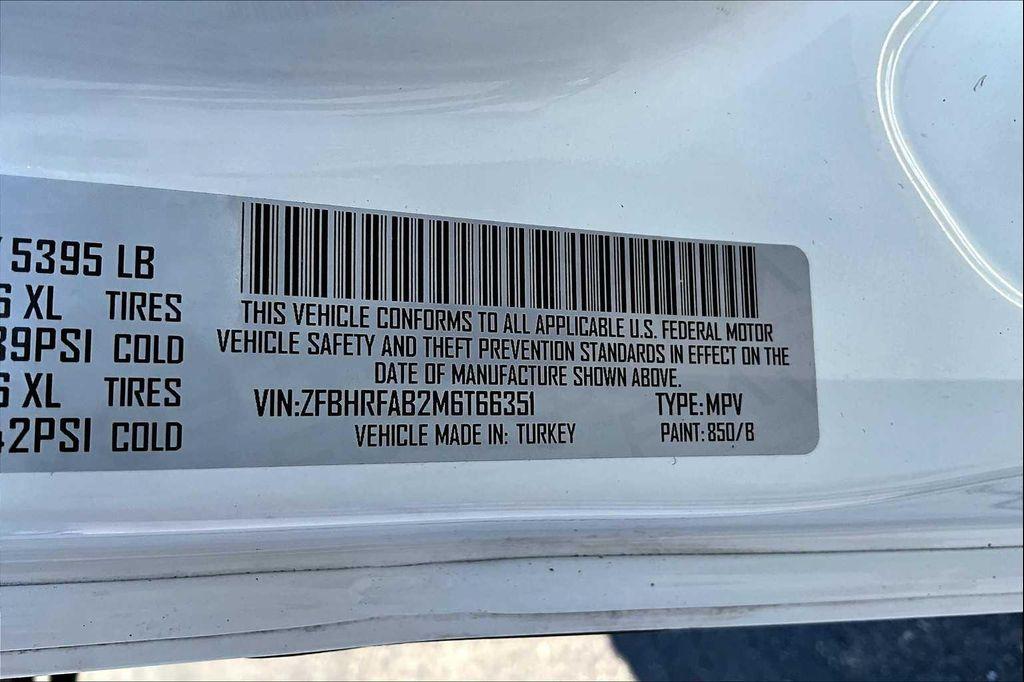 5395 LB
6 XL TIRES
39PSI COLD
6 XL TIRES
42PSI COLD
THIS VEHICLE CONFORMS TO ALL APPLICABLE U.S. FEDERAL MOTOR
VEHICLE SAFETY AND THEFT PREVENTION STANDARDS IN EFFECT ON THE
DATE OF MANUFACTURE SHOWN ABOVE.
VIN:ZFBHRFAB2M6T66351 TYPE:MPV
VEHICLE MADE IN: TURKEY PAINT:850/B